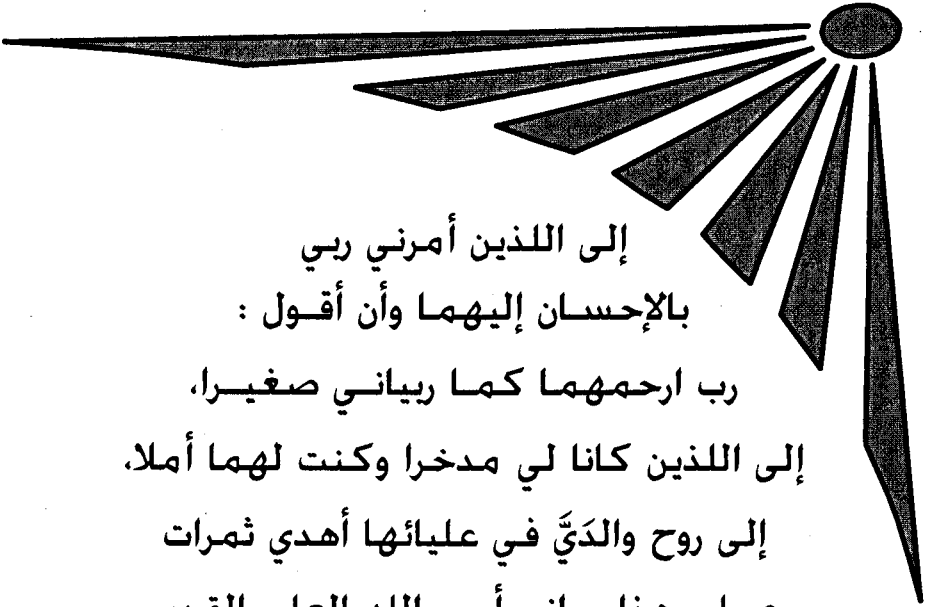 إلى اللذين أمرني ربي
بالإحسان إليهما وأن أقول :
رب ارحمهما كما ربياني صغيرا،
إلى اللذين كانا لي مدخرا وكنت لهما أملا،
إلى روح والدَيَّ في عليائها أهدي ثمرات